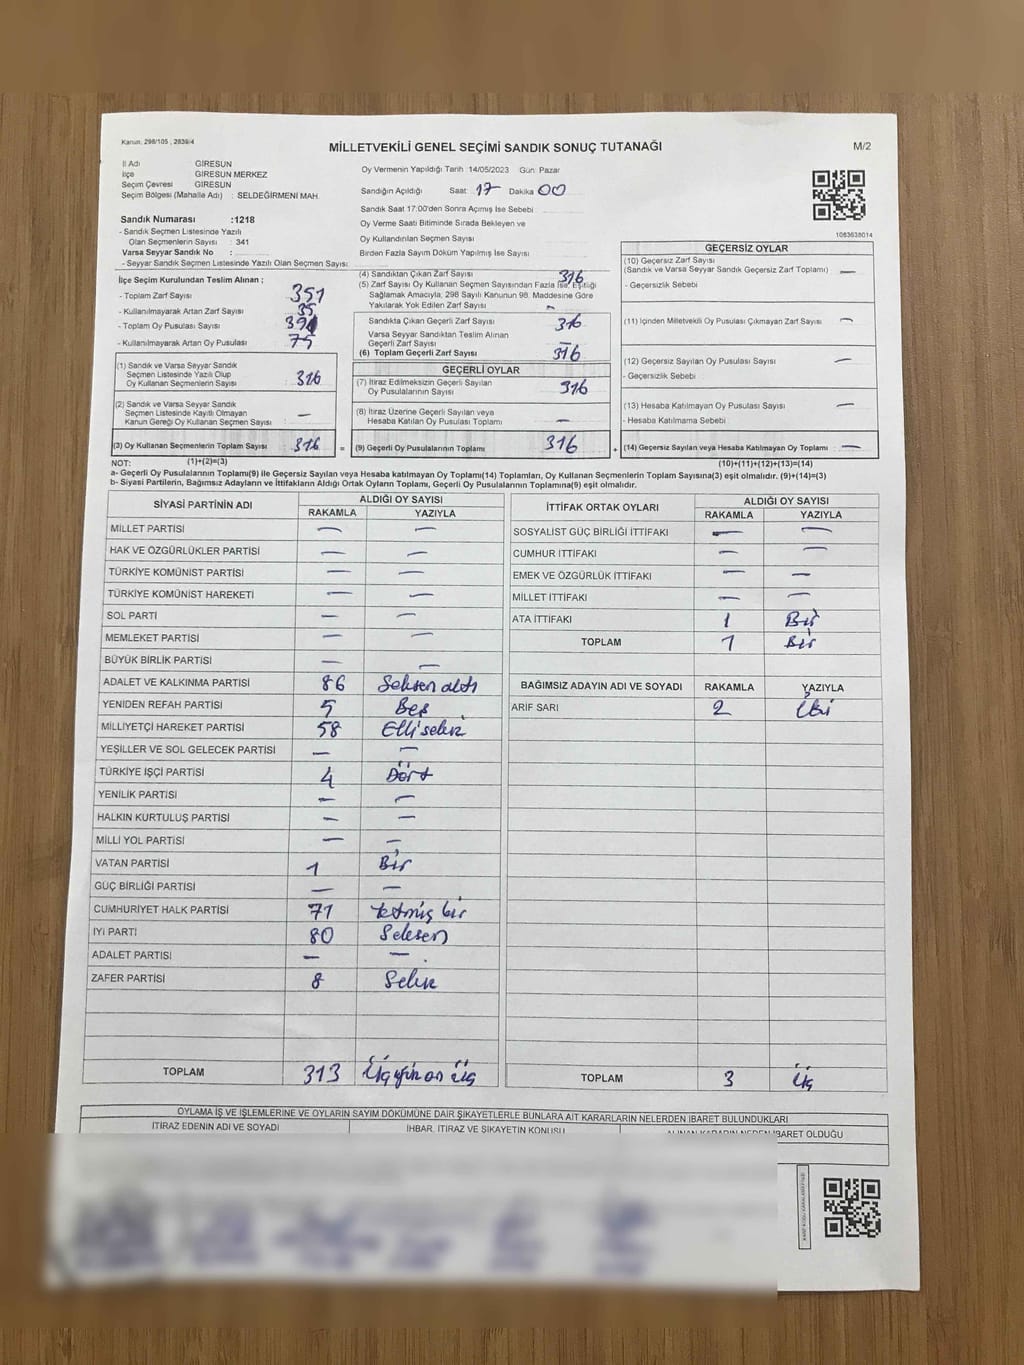 Kanun, 298/105 , 2839/4
MİLLETVEKİLİ GENEL SEÇİMİ SANDIK SONUÇ TUTANAĞI
M/2
İl Adı GİRESUN
İlçe GİRESUN MERKEZ
Seçim Çevresi GİRESUN
Seçim Bölgesi (Mahalle Adı) : SELDEĞİRMENİ MAH.
Oy Vermenin Yapıldığı Tarih :14/05/2023 Gün: Pazar
Sandığın Açıldığı Saat: 17 Dakika 00
Sandık Saat 17:00'den Sonra Açımış İse Sebebi
Oy Verme Saati Bitiminde Sırada Bekleyen ve
Oy Kullandırılan Seçmen Sayısı
Birden Fazla Sayım Döküm Yapılmış İse Sayısı
1063638014
Sandık Numarası :1218
- Sandık Seçmen Listesinde Yazılı
Olan Seçmenlerin Sayısı : 341
Varsa Seyyar Sandık No :
- Seyyar Sandık Seçmen Listesinde Yazılı Olan Seçmen Sayısı:
İlçe Seçim Kurulundan Teslim Alınan ;
- Toplam Zarf Sayısı 351
- Kullanılmayarak Artan Zarf Sayısı 35
- Toplam Oy Pusulası Sayısı
- Kullanılmayarak Artan Oy Pusulası 75
(1) Sandık ve Varsa Seyyar Sandık
Seçmen Listesinde Yazılı Olup
Oy Kullanan Seçmenlerin Sayısı 316
(2) Sandık ve Varsa Seyyar Sandık
Seçmen Listesinde Kayıtlı Olmayan
Kanun Gereği Oy Kullanan Seçmen Sayısı : —
(3) Oy Kullanan Seçmenlerin Toplam Sayısı 316 =
(4) Sandıktan Çıkan Zarf Sayısı 316
(5) Zarf Sayısı Oy Kullanan Seçmen Sayısından Fazla İse, Eşitliği
Sağlamak Amacıyla, 298 Sayılı Kanunun 98. Maddesine Göre
Yakılarak Yok Edilen Zarf Sayısı —
Sandıkta Çıkan Geçerli Zarf Sayısı 316
Varsa Seyyar Sandıktan Teslim Alınan
Geçerli Zarf Sayısı —
(6) Toplam Geçerli Zarf Sayısı 316
GEÇERLİ OYLAR
(7) İtiraz Edilmeksizin Geçerli Sayılan
Oy Pusulalarının Sayısı 316
(8) İtiraz Üzerine Geçerli Sayılan veya
Hesaba Katılan Oy Toplamı —
(9) Geçerli Oy Pusulalarının Toplamı 316 +
GEÇERSİZ OYLAR
(10) Geçersiz Zarf Sayısı
(Sandık ve Varsa Seyyar Sandık Geçersiz Zarf Toplamı) —
- Geçersizlik Sebebi
(11) İçinden Milletvekili Oy Pusulası Çıkmayan Zarf Sayısı —
(12) Geçersiz Sayılan Oy Pusulası Sayısı —
- Geçersizlik Sebebi
(13) Hesaba Katılmayan Oy Pusulası Sayısı —
- Hesaba Katılmama Sebebi
(14) Geçersiz Sayılan veya Hesaba Katılmayan Oy Toplamı —
NOT: (1)+(2)=(3) (10)+(11)+(12)+(13)=(14)
a- Geçerli Oy Pusulalarının Toplamı(9) ile Geçersiz Sayılan veya Hesaba katılmayan Oy Toplamı(14) Toplamları, Oy Kullanan Seçmenlerin Toplam Sayısına(3) eşit olmalıdır. (9)+(14)=(3)
b- Siyasi Partilerin, Bağımsız Adayların ve İttifakların Aldığı Ortak Oyların Toplamı, Geçerli Oy Pusulalarının Toplamına(9) eşit olmalıdır.
SİYASİ PARTİNİN ADI ALDIĞI OY SAYISI
RAKAMLA YAZIYLA
MİLLET PARTİSİ — —
HAK VE ÖZGÜRLÜKLER PARTİSİ — —
TÜRKİYE KOMÜNİST PARTİSİ — —
TÜRKİYE KOMÜNİST HAREKETİ — —
SOL PARTİ — —
MEMLEKET PARTİSİ — —
BÜYÜK BİRLİK PARTİSİ — —
ADALET VE KALKINMA PARTİSİ 86 Seksen altı
YENİDEN REFAH PARTİSİ 5 Beş
MİLLİYETÇİ HAREKET PARTİSİ 58 Elli sekiz
YEŞİLLER VE SOL GELECEK PARTİSİ — —
TÜRKİYE İŞÇİ PARTİSİ 4 Dört
YENİLİK PARTİSİ — —
HALKIN KURTULUŞ PARTİSİ — —
MİLLİ YOL PARTİSİ — —
VATAN PARTİSİ 1 Bir
GÜÇ BİRLİĞİ PARTİSİ — —
CUMHURİYET HALK PARTİSİ 71 Yetmiş bir
İYİ PARTİ 80 Seksen
ADALET PARTİSİ — —
ZAFER PARTİSİ 8 Sekiz
TOPLAM 313 Üçyüz on üç
İTTİFAK ORTAK OYLARI ALDIĞI OY SAYISI
RAKAMLA YAZIYLA
SOSYALİST GÜÇ BİRLİĞİ İTTİFAKI — —
CUMHUR İTTİFAKI — —
EMEK VE ÖZGÜRLÜK İTTİFAKI — —
MİLLET İTTİFAKI — —
ATA İTTİFAKI 1 Bir
TOPLAM 1 Bir
BAĞIMSIZ ADAYIN ADI VE SOYADI RAKAMLA YAZIYLA
ARİF SARI 2 İki
TOPLAM 3 Üç
OYLAMA İŞ VE İŞLEMLERİNE VE OYLARIN SAYIM DÖKÜMÜNE DAİR ŞİKAYETLERLE BUNLARA AİT KARARLARIN NELERDEN İBARET BULUNDUKLARI
İTİRAZ EDENİN ADI VE SOYADI İHBAR, İTİRAZ VE ŞİKAYETİN KONUSU ALINAN KARARIN NEDEN İBARET OLDUĞU